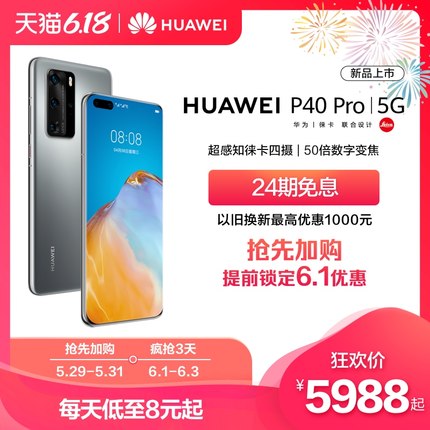 天猫6.18 HUAWEI
新品上市
HUAWEI P40 Pro | 5G
华为 | 徕卡 联合设计 Leica
超感知徕卡四摄 | 50倍数字变焦
24期免息
以旧换新最高优惠1000元
抢先加购
提前锁定6.1优惠
08:08
HUAWEI
抢先加购
5.29-5.31
疯抢3天
6.1-6.3
每天低至8元起
狂欢价
¥5988起